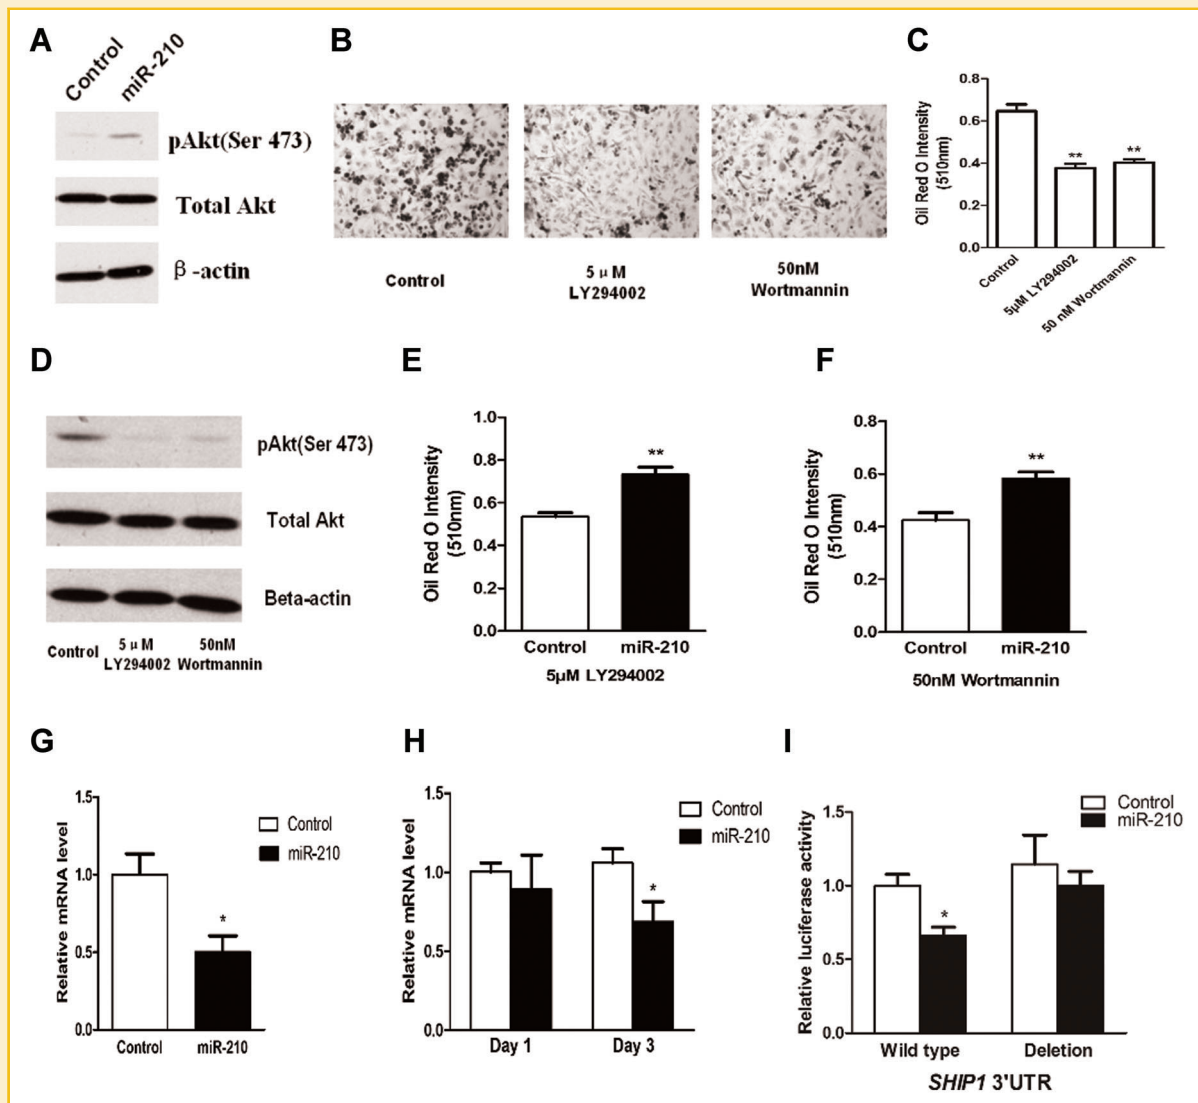 A
Control
miR-210
pAkt(Ser 473)
Total Akt
β-actin
B
Control
5 μM
LY294002
50nM
Wortmannin
C
Oil Red O Intensity
(510nm)
0.8
0.6
0.4
0.2
0.0
**
**
Control
5μM LY294002
50 nM Wortmannin
D
pAkt(Ser 473)
Total Akt
Beta-actin
Control
5 μM
LY294002
50nM
Wortmannin
E
Oil Red O Intensity
(510nm)
1.0
0.8
0.6
0.4
0.2
0.0
**
Control
miR-210
5μM LY294002
F
Oil Red O Intensity
(510nm)
0.8
0.6
0.4
0.2
0.0
**
Control
miR-210
50nM Wortmannin
G
Relative mRNA level
1.5
1.0
0.5
0.0
*
Control
miR-210
Control
miR-210
H
Relative mRNA level
1.5
1.0
0.5
0.0
*
Control
miR-210
Day 1
Day 3
I
Relative luciferase activity
1.5
1.0
0.5
0.0
*
Control
miR-210
Wild type
Deletion
SHIP1 3'UTR